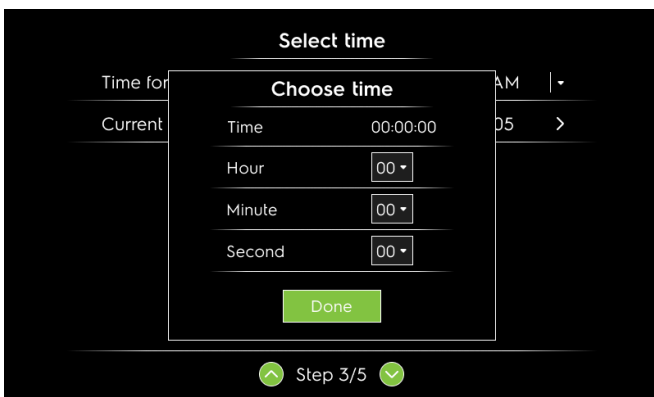 Select time
Time for AM
Choose time
Current 05
Time 00:00:00
Hour 00
Minute 00
Second 00
Done
Step 3/5